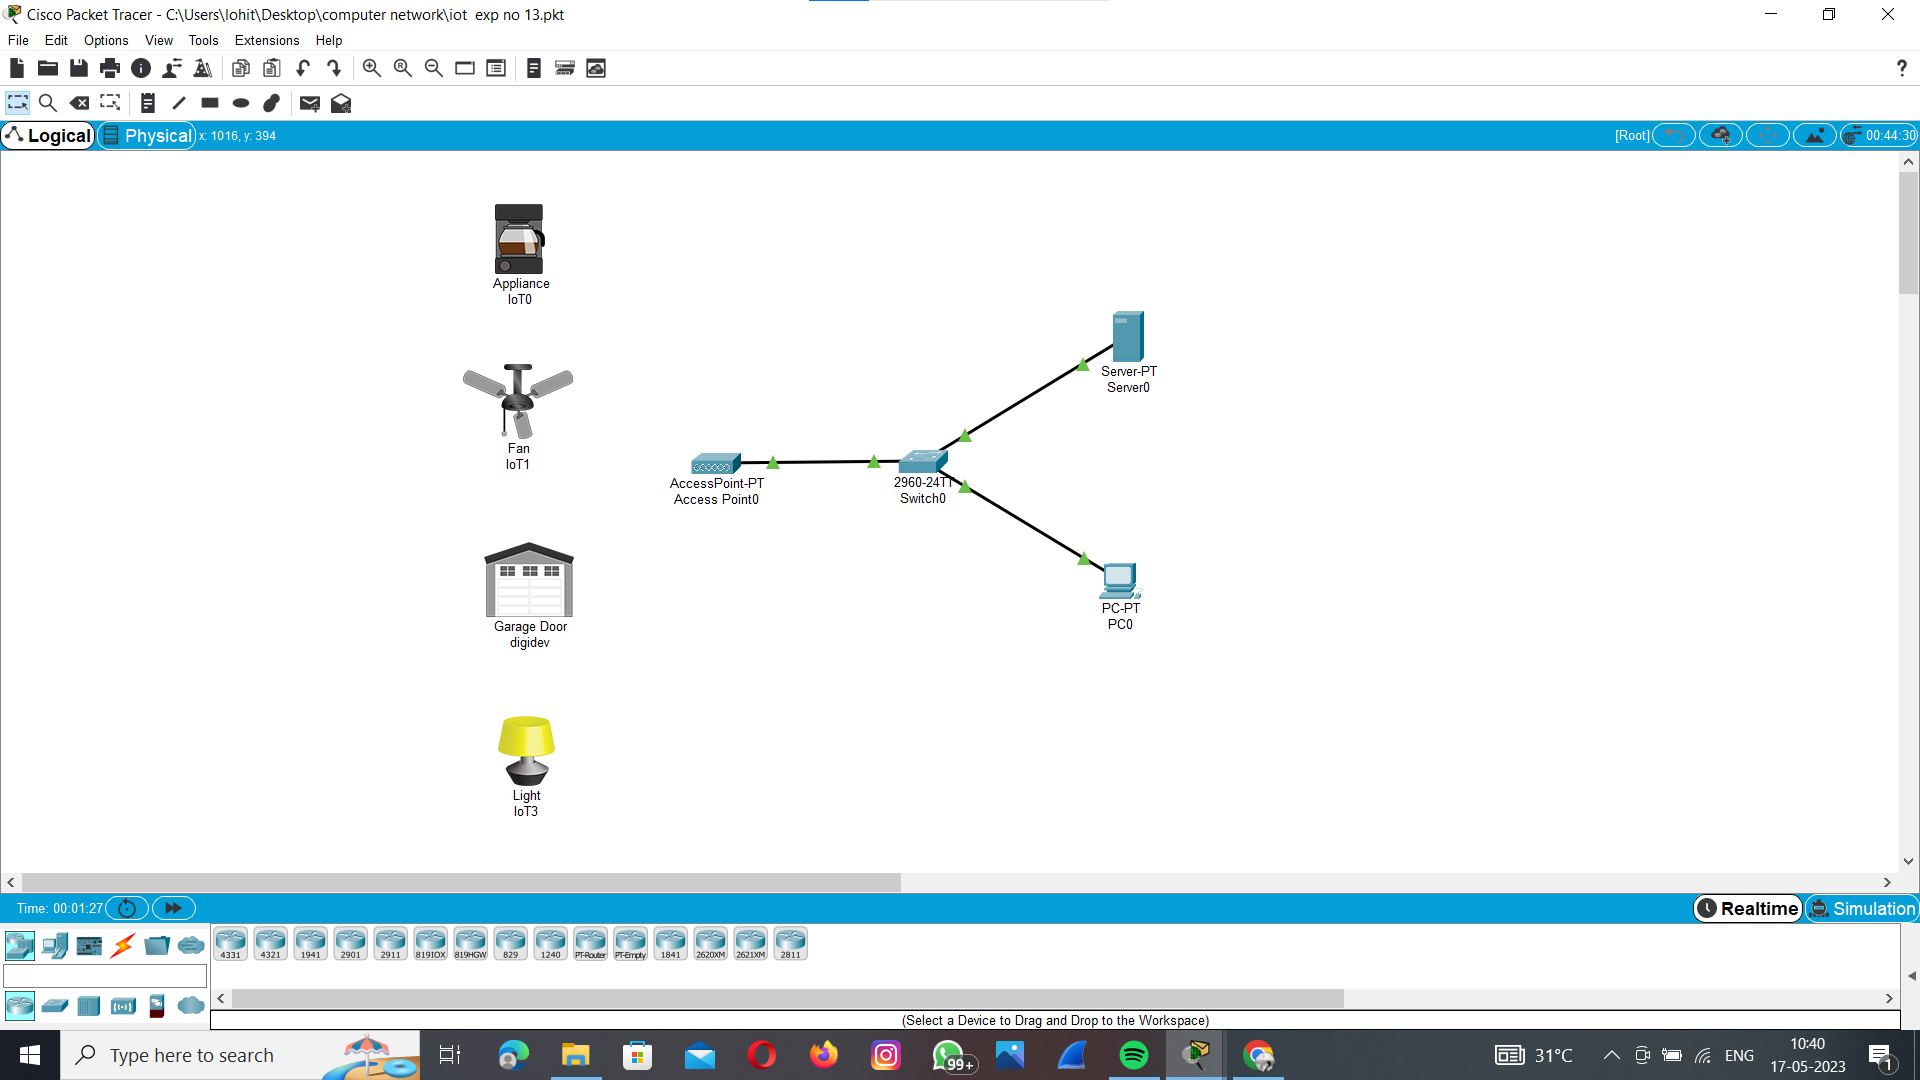 Cisco Packet Tracer - C:\Users\lohit\Desktop\computer network\iot  exp no 13.pkt
File Edit Options View Tools Extensions Help
?
Logical Physical x: 1016, y: 394 [Root] 00:44:30
Appliance
IoT0
Server-PT
Server0
Fan
IoT1
AccessPoint-PT
Access Point0
2960-24TT
Switch0
PC-PT
PC0
Garage Door
digidev
Light
IoT3
Time: 00:01:27 Realtime Simulation
4331 4321 1941 2901 2911 819IOX 819HGW 829 1240 PT-Router PT-Empty 1841 2620XM 2621XM 2811
(Select a Device to Drag and Drop to the Workspace)
Type here to search 99+ 31°C ENG 10:40
17-05-2023 1